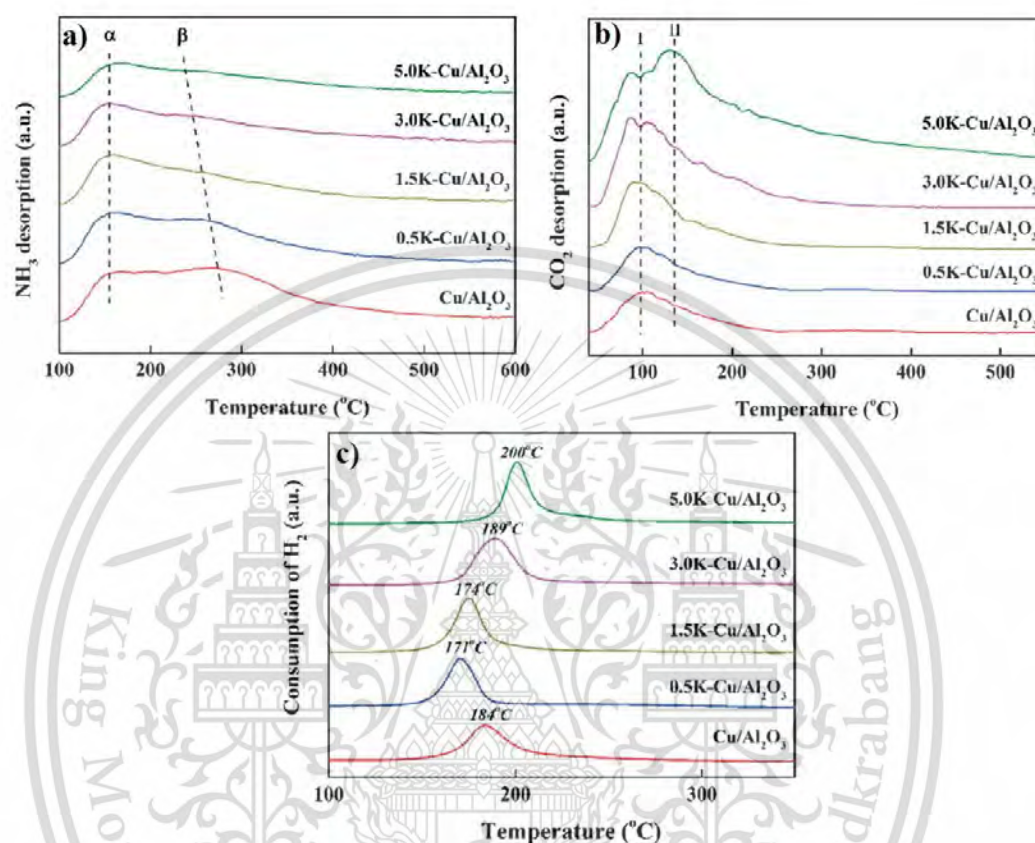 a)
α
β
5.0K-Cu/Al₂O₃
3.0K-Cu/Al₂O₃
1.5K-Cu/Al₂O₃
0.5K-Cu/Al₂O₃
Cu/Al₂O₃
NH₃ desorption (a.u.)
100 200 300 400 500 600
Temperature (°C)
b)
I
II
5.0K-Cu/Al₂O₃
3.0K-Cu/Al₂O₃
1.5K-Cu/Al₂O₃
0.5K-Cu/Al₂O₃
Cu/Al₂O₃
CO₂ desorption (a.u.)
100 200 300 400 500
Temperature (°C)
c)
200°C
5.0K Cu/Al₂O₃
189°C
3.0K-Cu/Al₂O₃
174°C
1.5K-Cu/Al₂O₃
171°C
0.5K-Cu/Al₂O₃
184°C
Cu/Al₂O₃
Consumption of H₂ (a.u.)
100 200 300
Temperature (°C)
King Mo
dkrabang